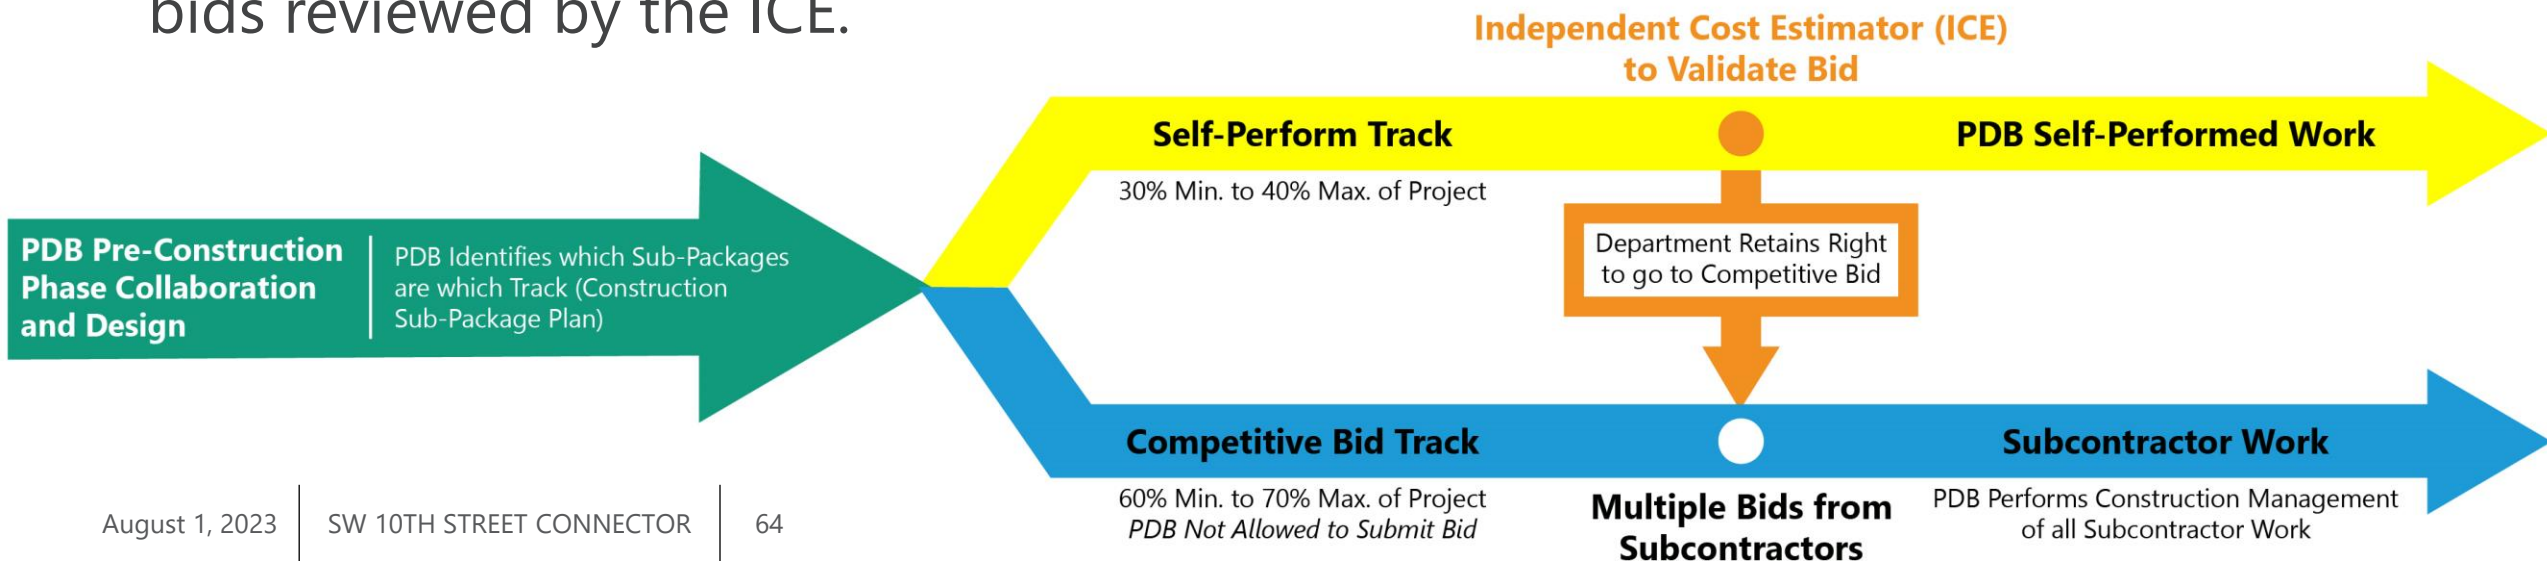 bids reviewed by the ICE.
Independent Cost Estimator (ICE)
to Validate Bid
Self-Perform Track
PDB Self-Performed Work
30% Min. to 40% Max. of Project
Department Retains Right
to go to Competitive Bid
PDB Pre-Construction
Phase Collaboration
and Design
PDB Identifies which Sub-Packages
are which Track (Construction
Sub-Package Plan)
Competitive Bid Track
Subcontractor Work
60% Min. to 70% Max. of Project
PDB Not Allowed to Submit Bid
Multiple Bids from
Subcontractors
PDB Performs Construction Management
of all Subcontractor Work
August 1, 2023
SW 10TH STREET CONNECTOR
64